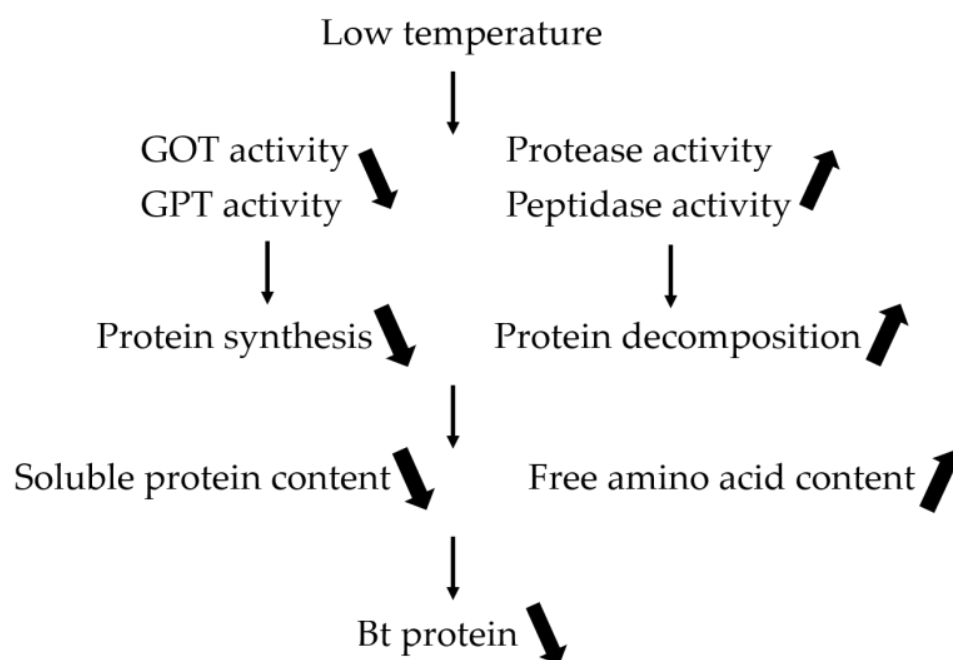 Low temperature
GOT activity
GPT activity
Protease activity
Peptidase activity
Protein synthesis
Protein decomposition
Soluble protein content
Free amino acid content
Bt protein